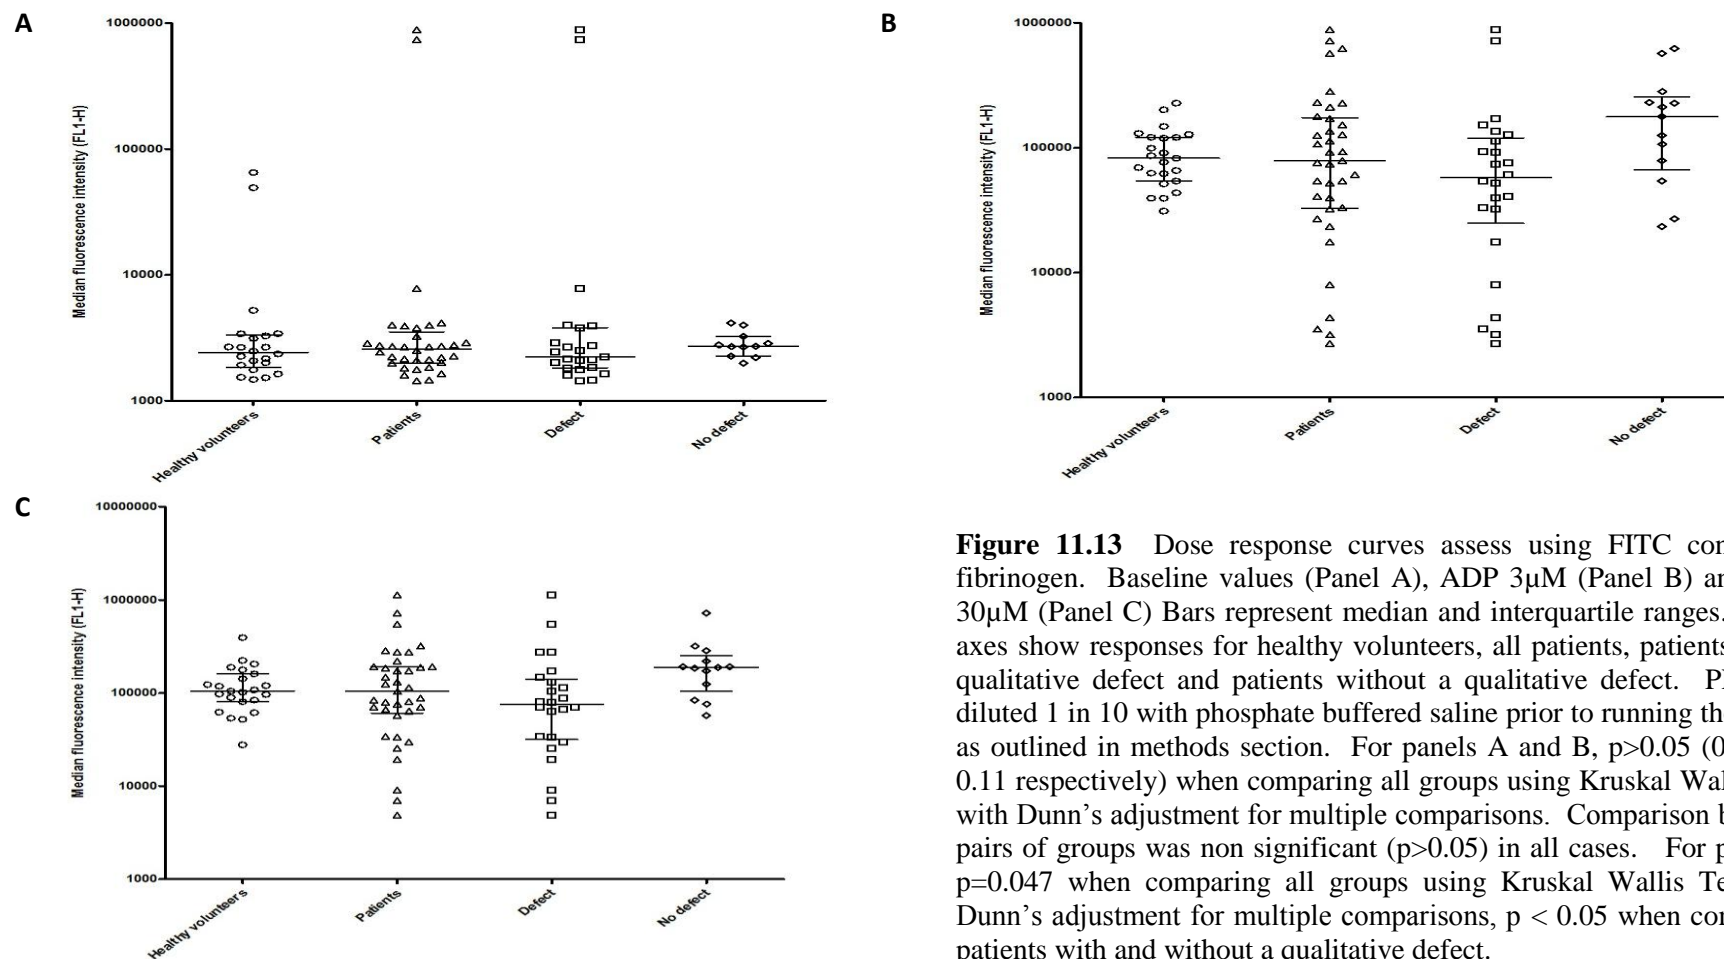 A
1000000
100000
10000
1000
Median fluorescence intensity (FL1-H)
Healthy volunteers
Patients
Defect
No defect
B
1000000
100000
10000
1000
Median fluorescence intensity (FL1-H)
Healthy volunteers
Patients
Defect
No defect
C
10000000
1000000
100000
10000
1000
Median fluorescence intensity (FL1-H)
Healthy volunteers
Patients
Defect
No defect
Figure 11.13 Dose response curves assess using FITC con
fibrinogen. Baseline values (Panel A), ADP 3µM (Panel B) an
30µM (Panel C) Bars represent median and interquartile ranges.
axes show responses for healthy volunteers, all patients, patients
qualitative defect and patients without a qualitative defect. Pl
diluted 1 in 10 with phosphate buffered saline prior to running th
as outlined in methods section. For panels A and B, p>0.05 (0
0.11 respectively) when comparing all groups using Kruskal Wal
with Dunn's adjustment for multiple comparisons. Comparison b
pairs of groups was non significant (p>0.05) in all cases. For p
p=0.047 when comparing all groups using Kruskal Wallis Te
Dunn's adjustment for multiple comparisons, p < 0.05 when con
patients with and without a qualitative defect.